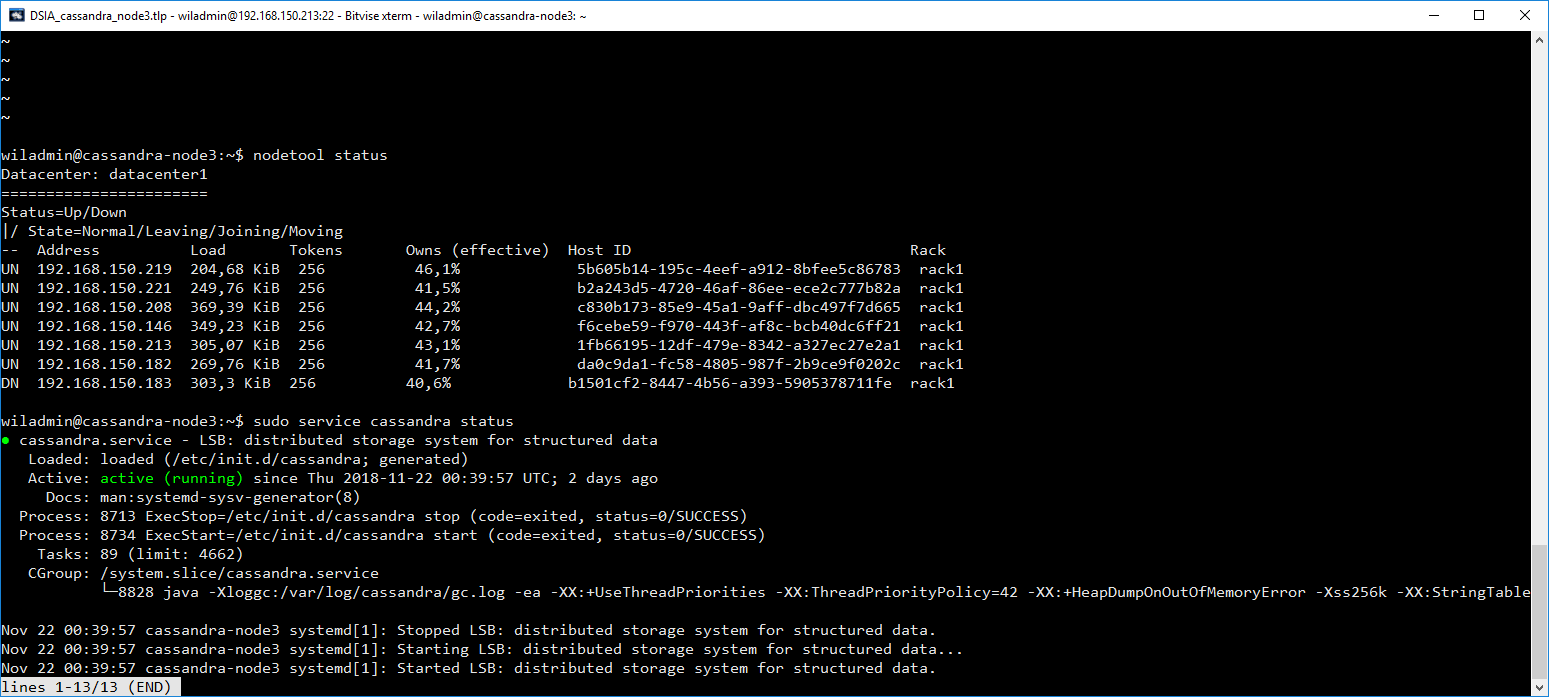 DSIA_cassandra_node3.tlp - wiladmin@192.168.150.213:22 - Bitvise xterm - wiladmin@cassandra-node3: ~
~
~
~
~
~
wiladmin@cassandra-node3:~$ nodetool status
Datacenter: datacenter1
=======================
Status=Up/Down
|/ State=Normal/Leaving/Joining/Moving
--  Address          Load       Tokens       Owns (effective)  Host ID                               Rack
UN  192.168.150.219  204,68 KiB  256          46,1%             5b605b14-195c-4eef-a912-8bfee5c86783  rack1
UN  192.168.150.221  249,76 KiB  256          41,5%             b2a243d5-4720-46af-86ee-ece2c777b82a  rack1
UN  192.168.150.208  369,39 KiB  256          44,2%             c830b173-85e9-45a1-9aff-dbc497f7d665  rack1
UN  192.168.150.146  349,23 KiB  256          42,7%             f6cebe59-f970-443f-af8c-bcb40dc6ff21  rack1
UN  192.168.150.213  305,07 KiB  256          43,1%             1fb66195-12df-479e-8342-a327ec27e2a1  rack1
UN  192.168.150.182  269,76 KiB  256          41,7%             da0c9da1-fc58-4805-987f-2b9ce9f0202c  rack1
DN  192.168.150.183  303,3 KiB  256          40,6%             b1501cf2-8447-4b56-a393-5905378711fe  rack1
wiladmin@cassandra-node3:~$ sudo service cassandra status
● cassandra.service - LSB: distributed storage system for structured data
   Loaded: loaded (/etc/init.d/cassandra; generated)
   Active: active (running) since Thu 2018-11-22 00:39:57 UTC; 2 days ago
     Docs: man:systemd-sysv-generator(8)
  Process: 8713 ExecStop=/etc/init.d/cassandra stop (code=exited, status=0/SUCCESS)
  Process: 8734 ExecStart=/etc/init.d/cassandra start (code=exited, status=0/SUCCESS)
    Tasks: 89 (limit: 4662)
   CGroup: /system.slice/cassandra.service
           └─8828 java -Xloggc:/var/log/cassandra/gc.log -ea -XX:+UseThreadPriorities -XX:ThreadPriorityPolicy=42 -XX:+HeapDumpOnOutOfMemoryError -Xss256k -XX:StringTable
Nov 22 00:39:57 cassandra-node3 systemd[1]: Stopped LSB: distributed storage system for structured data.
Nov 22 00:39:57 cassandra-node3 systemd[1]: Starting LSB: distributed storage system for structured data...
Nov 22 00:39:57 cassandra-node3 systemd[1]: Started LSB: distributed storage system for structured data.
lines 1-13/13 (END)